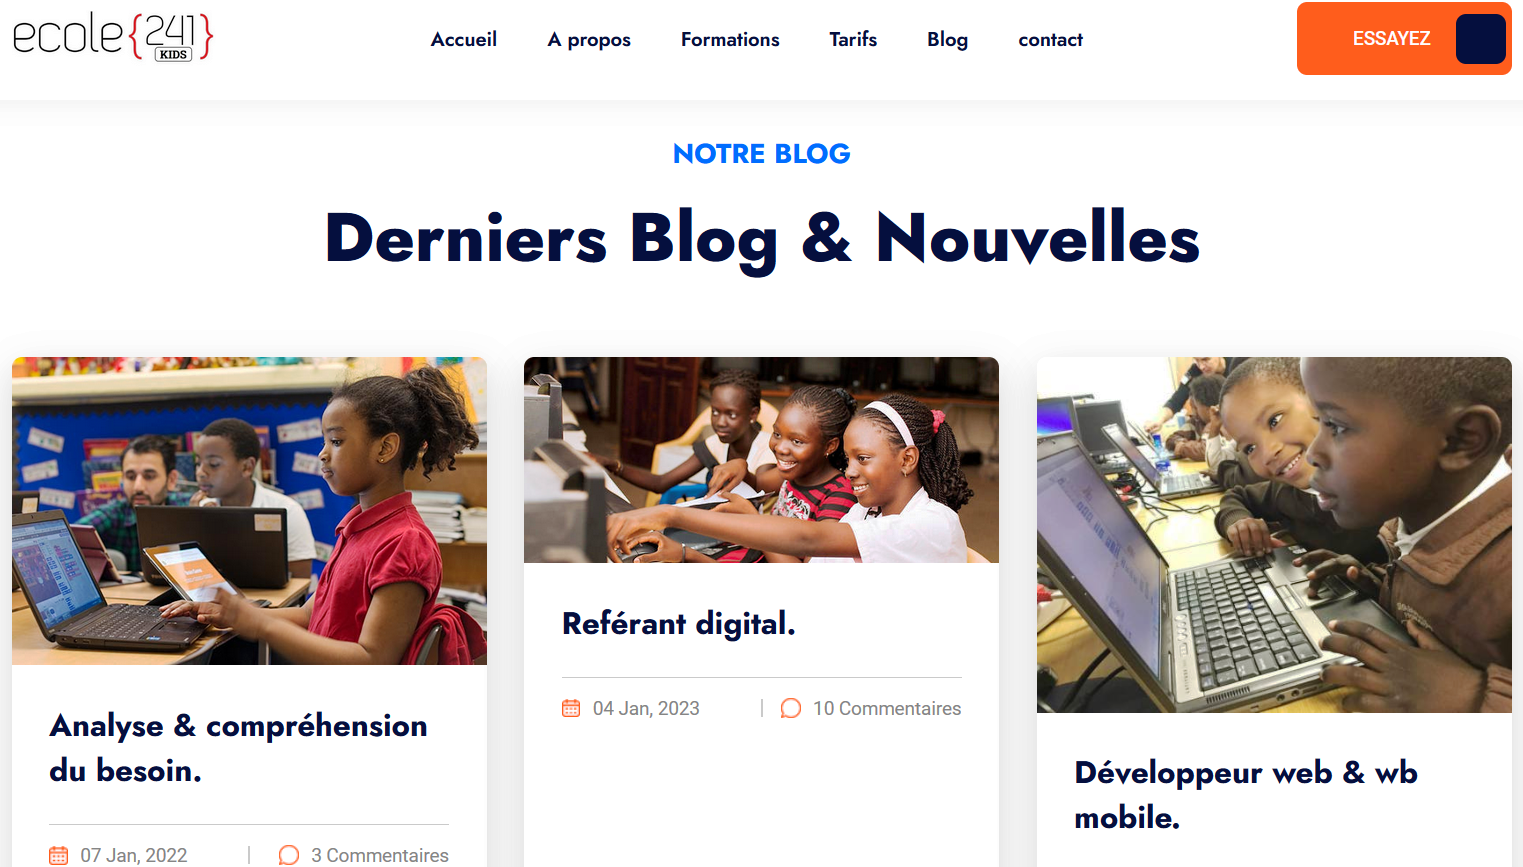 ecole{241}
KIDS
Accueil
A propos
Formations
Tarifs
Blog
contact
ESSAYEZ
NOTRE BLOG
Derniers Blog & Nouvelles
Analyse & compréhension
du besoin.
07 Jan, 2022
3 Commentaires
Reférant digital.
04 Jan, 2023
10 Commentaires
Développeur web & wb
mobile.